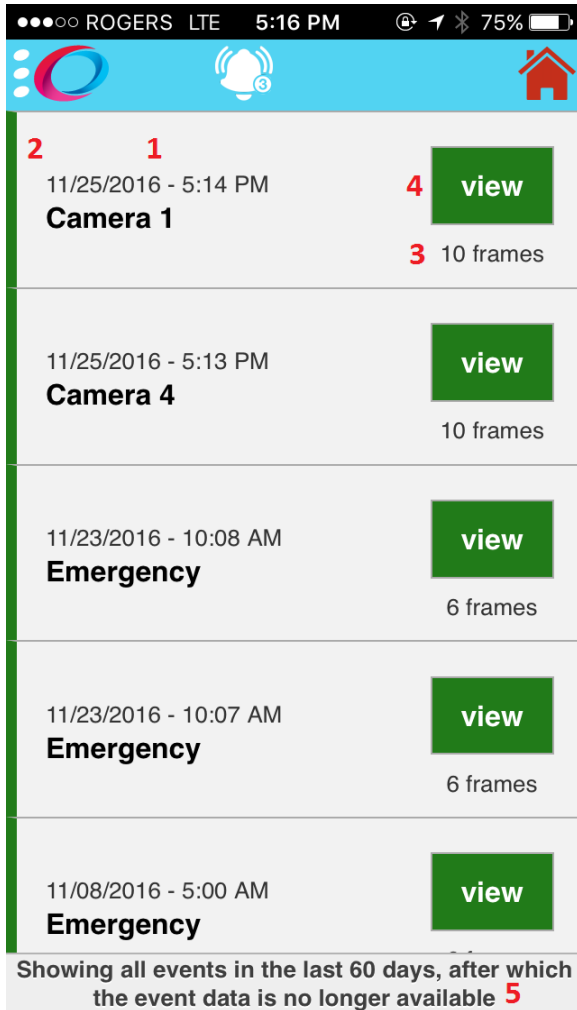 ROGERS LTE 5:16 PM 75%
3
2 1
11/25/2016 - 5:14 PM
Camera 1
4 view
3 10 frames
11/25/2016 - 5:13 PM
Camera 4
view
10 frames
11/23/2016 - 10:08 AM
Emergency
view
6 frames
11/23/2016 - 10:07 AM
Emergency
view
6 frames
11/08/2016 - 5:00 AM
Emergency
view
Showing all events in the last 60 days, after which
the event data is no longer available 5